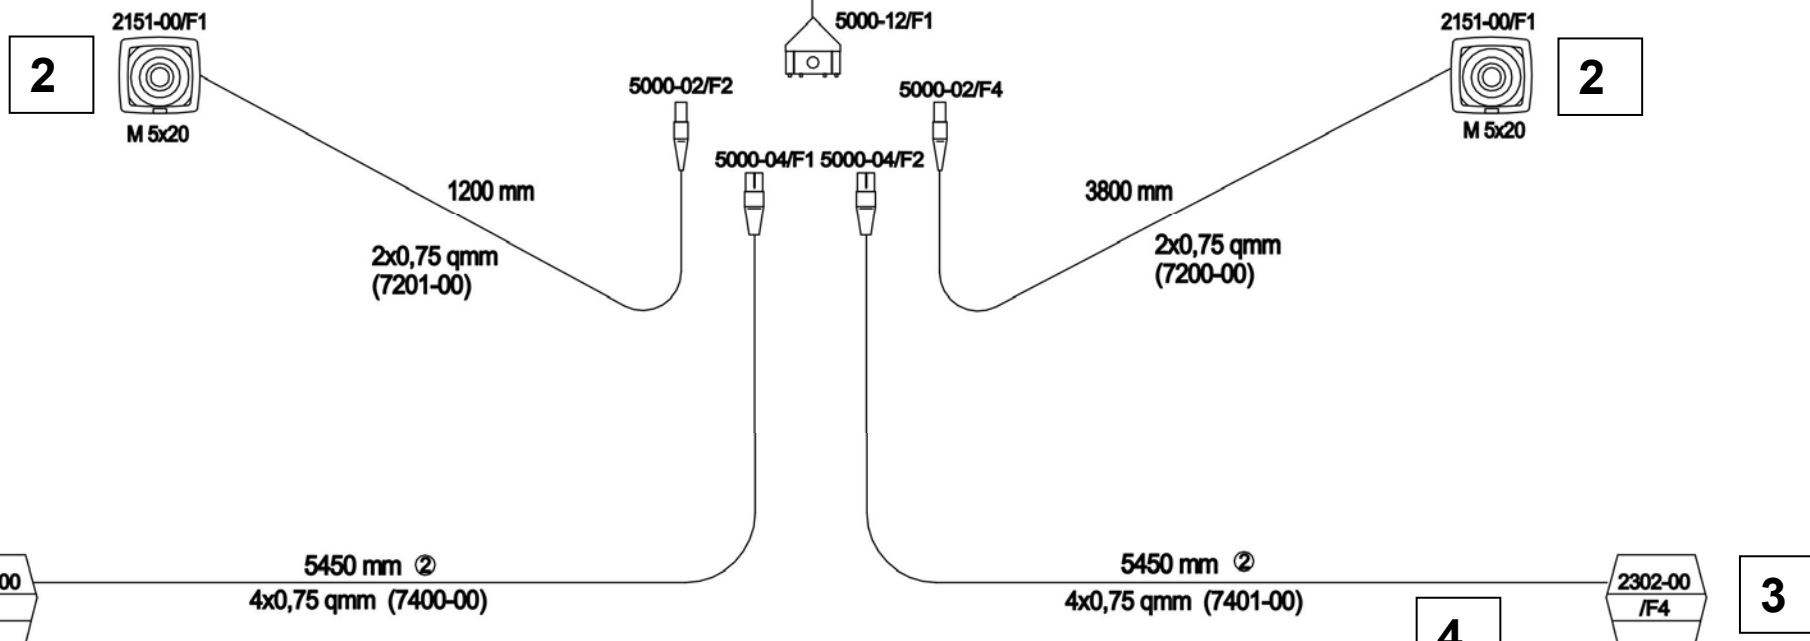 2151-00/F1
2
M 5x20
5000-12/F1
2151-00/F1
2
M 5x20
5000-02/F2
5000-02/F4
5000-04/F1 5000-04/F2
1200 mm
2x0,75 qmm
(7201-00)
3800 mm
2x0,75 qmm
(7200-00)
00
5450 mm ②
4x0,75 qmm (7400-00)
5450 mm ②
4x0,75 qmm (7401-00)
2302-00
/F4
3
4